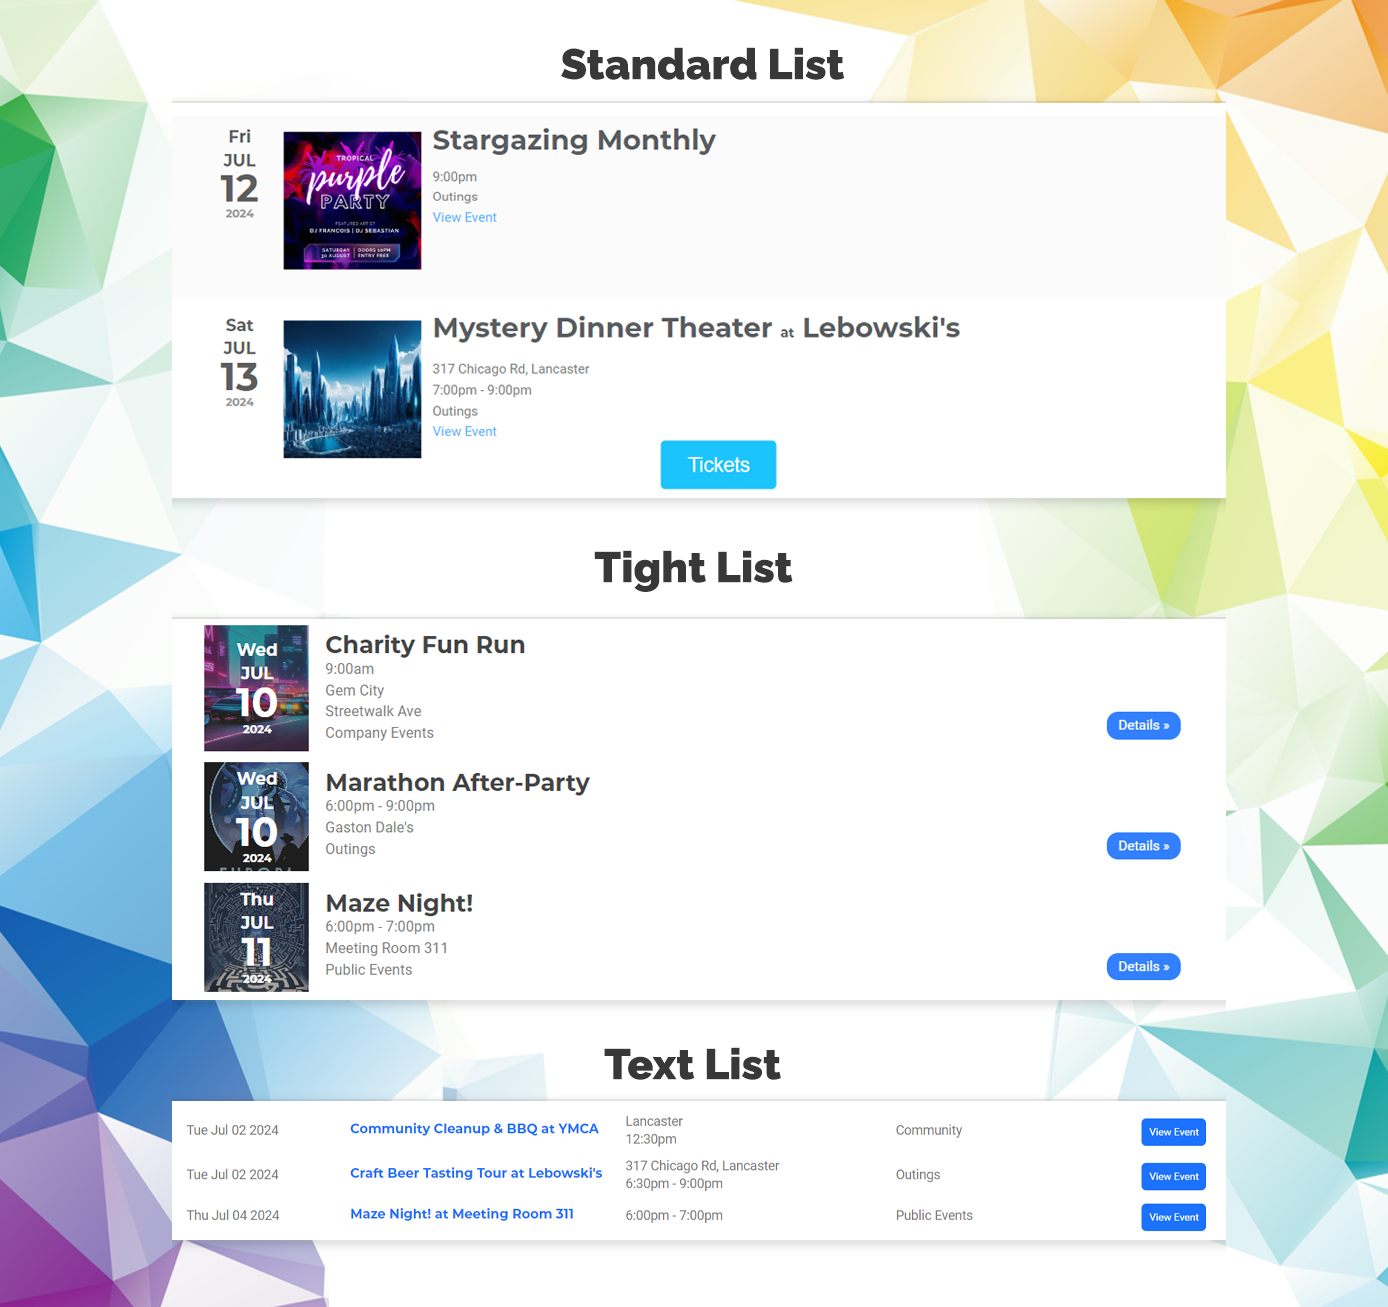 Standard List
Fri
JUL
12
2024
TROPICAL
purple
PARTY
FEATURED ARTIST
DJ FRANCOIS | DJ SEBASTIAN
SATURDAY | DOORS 10PM
30 AUGUST | ENTRY FREE
Stargazing Monthly
9:00pm
Outings
View Event
Sat
JUL
13
2024
Mystery Dinner Theater at Lebowski's
317 Chicago Rd, Lancaster
7:00pm - 9:00pm
Outings
View Event
Tickets
Tight List
Wed
JUL
10
2024
Charity Fun Run
9:00am
Gem City
Streetwalk Ave
Company Events
Details »
Wed
JUL
10
2024
Marathon After-Party
6:00pm - 9:00pm
Gaston Dale's
Outings
Details »
Thu
JUL
11
2024
Maze Night!
6:00pm - 7:00pm
Meeting Room 311
Public Events
Details »
Text List
Tue Jul 02 2024
Community Cleanup & BBQ at YMCA
Lancaster
12:30pm
Community
View Event
Tue Jul 02 2024
Craft Beer Tasting Tour at Lebowski's
317 Chicago Rd, Lancaster
6:30pm - 9:00pm
Outings
View Event
Thu Jul 04 2024
Maze Night! at Meeting Room 311
6:00pm - 7:00pm
Public Events
View Event